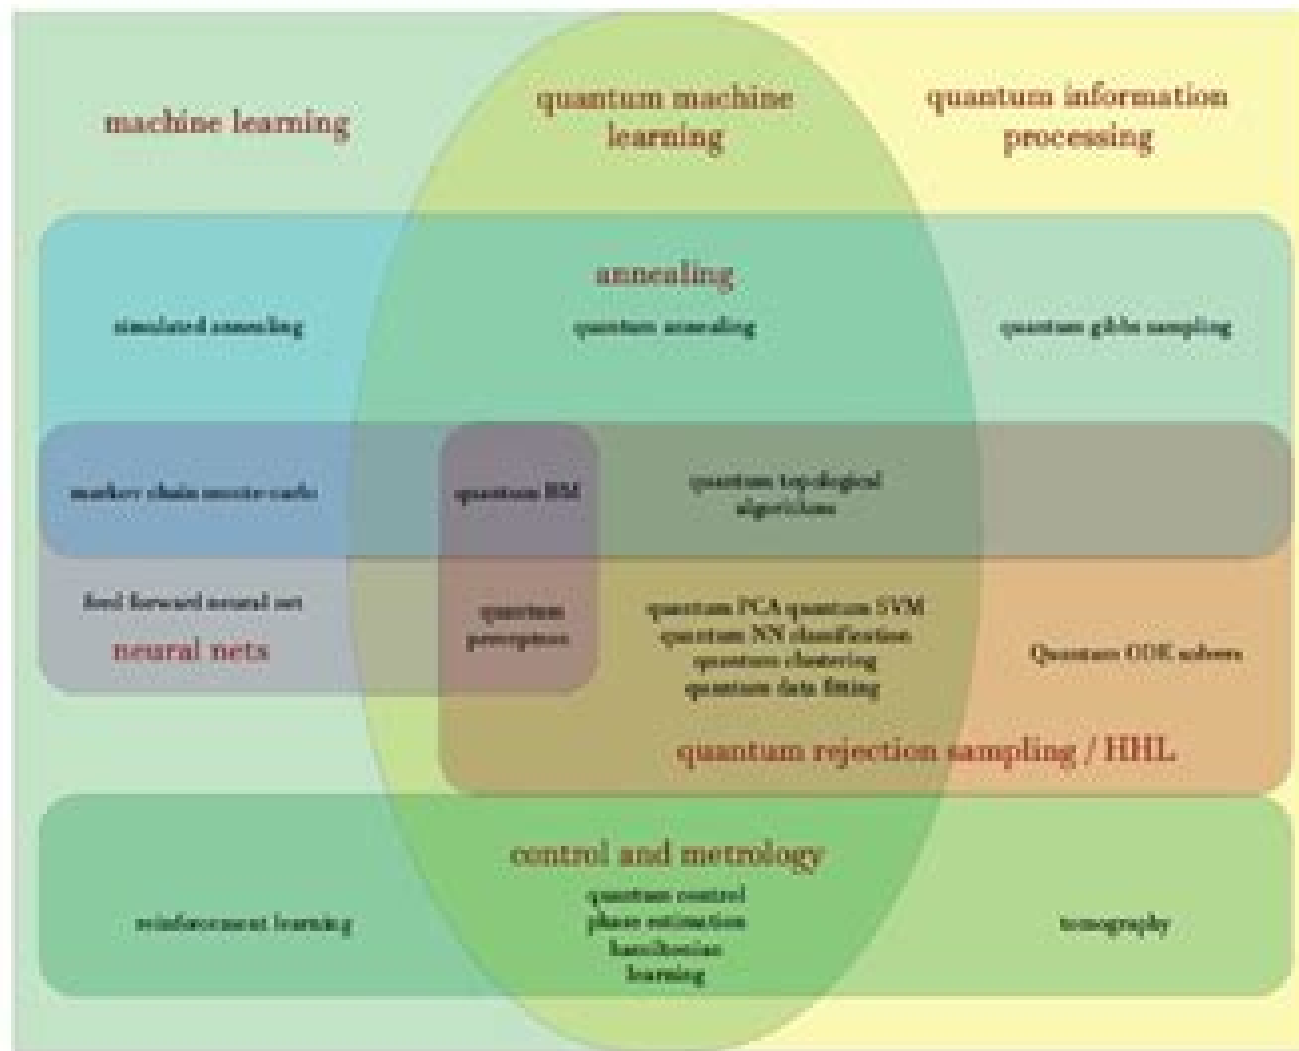 machine learning
quantum machine
learning
quantum information
processing
annealing
simulated annealing
quantum annealing
quantum gibbs sampling
markov chain monte-carlo
quantum BM
quantum topological
algorithms
feed forward neural net
neural nets
quantum
perceptron
quantum PCA quantum SVM
quantum NN classification
quantum clustering
quantum data fitting
Quantum ODE solvers
quantum rejection sampling / HHL
control and metrology
quantum control
phase estimation
hamiltonian
learning
reinforcement learning
tomography